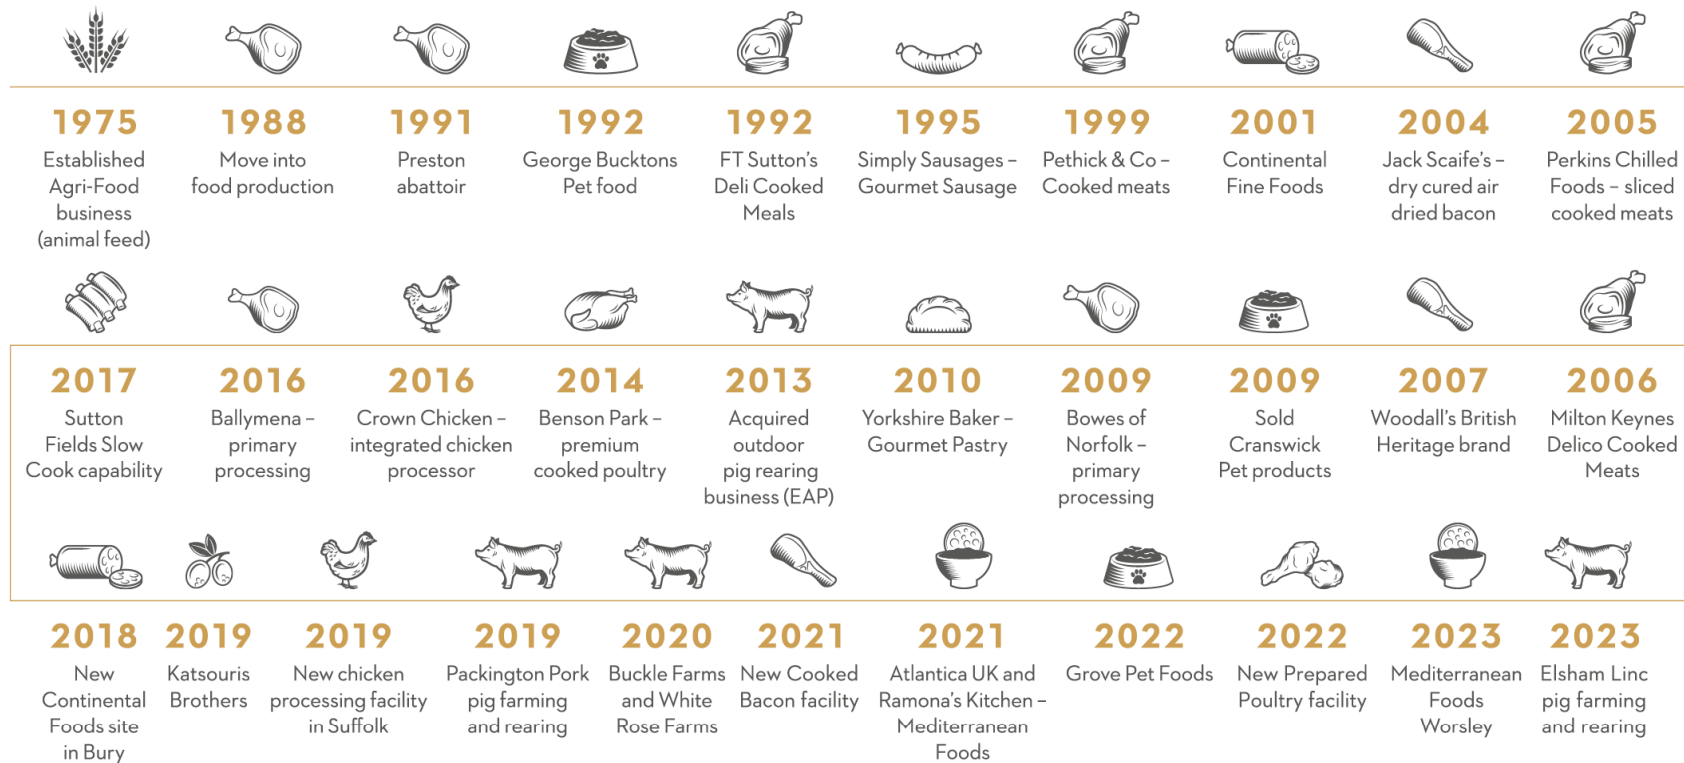 1975
Established
Agri-Food
business
(animal feed)
1988
Move into
food production
1991
Preston
abattoir
1992
George Bucktons
Pet food
1992
FT Sutton’s
Deli Cooked
Meals
1995
Simply Sausages –
Gourmet Sausage
1999
Pethick & Co –
Cooked meats
2001
Continental
Fine Foods
2004
Jack Scaife’s –
dry cured air
dried bacon
2005
Perkins Chilled
Foods – sliced
cooked meats
2017
Sutton
Fields Slow
Cook capability
2016
Ballymena –
primary
processing
2016
Crown Chicken –
integrated chicken
processor
2014
Benson Park –
premium
cooked poultry
2013
Acquired
outdoor
pig rearing
business (EAP)
2010
Yorkshire Baker –
Gourmet Pastry
2009
Bowes of
Norfolk –
primary
processing
2009
Sold
Cranswick
Pet products
2007
Woodall’s British
Heritage brand
2006
Milton Keynes
Delico Cooked
Meats
2018
New
Continental
Foods site
in Bury
2019
Katsouris
Brothers
2019
New chicken
processing facility
in Suffolk
2019
Packington Pork
pig farming
and rearing
2020
Buckle Farms
and White
Rose Farms
2021
New Cooked
Bacon facility
2021
Atlantica UK and
Ramona’s Kitchen –
Mediterranean
Foods
2022
Grove Pet Foods
2022
New Prepared
Poultry facility
2023
Mediterranean
Foods
Worsley
2023
Elsham Linc
pig farming
and rearing